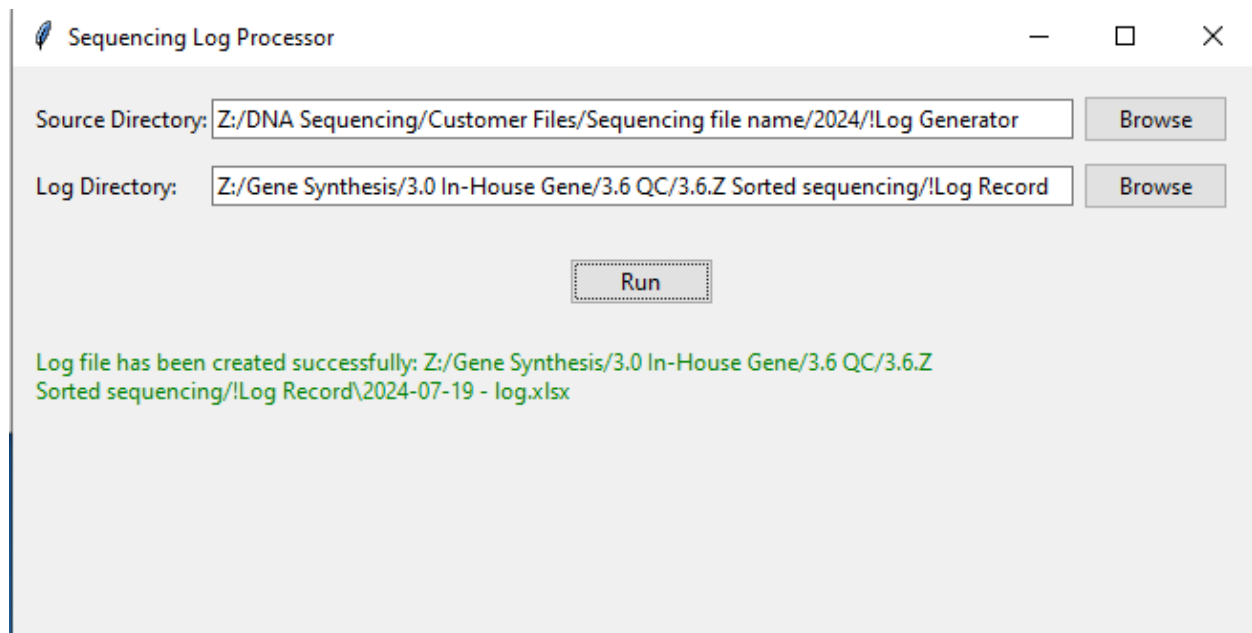 Sequencing Log Processor
Source Directory: Z:/DNA Sequencing/Customer Files/Sequencing file name/2024/!Log Generator Browse
Log Directory: Z:/Gene Synthesis/3.0 In-House Gene/3.6 QC/3.6.Z Sorted sequencing/!Log Record Browse
Run
Log file has been created successfully: Z:/Gene Synthesis/3.0 In-House Gene/3.6 QC/3.6.Z
Sorted sequencing/!Log Record\2024-07-19 - log.xlsx